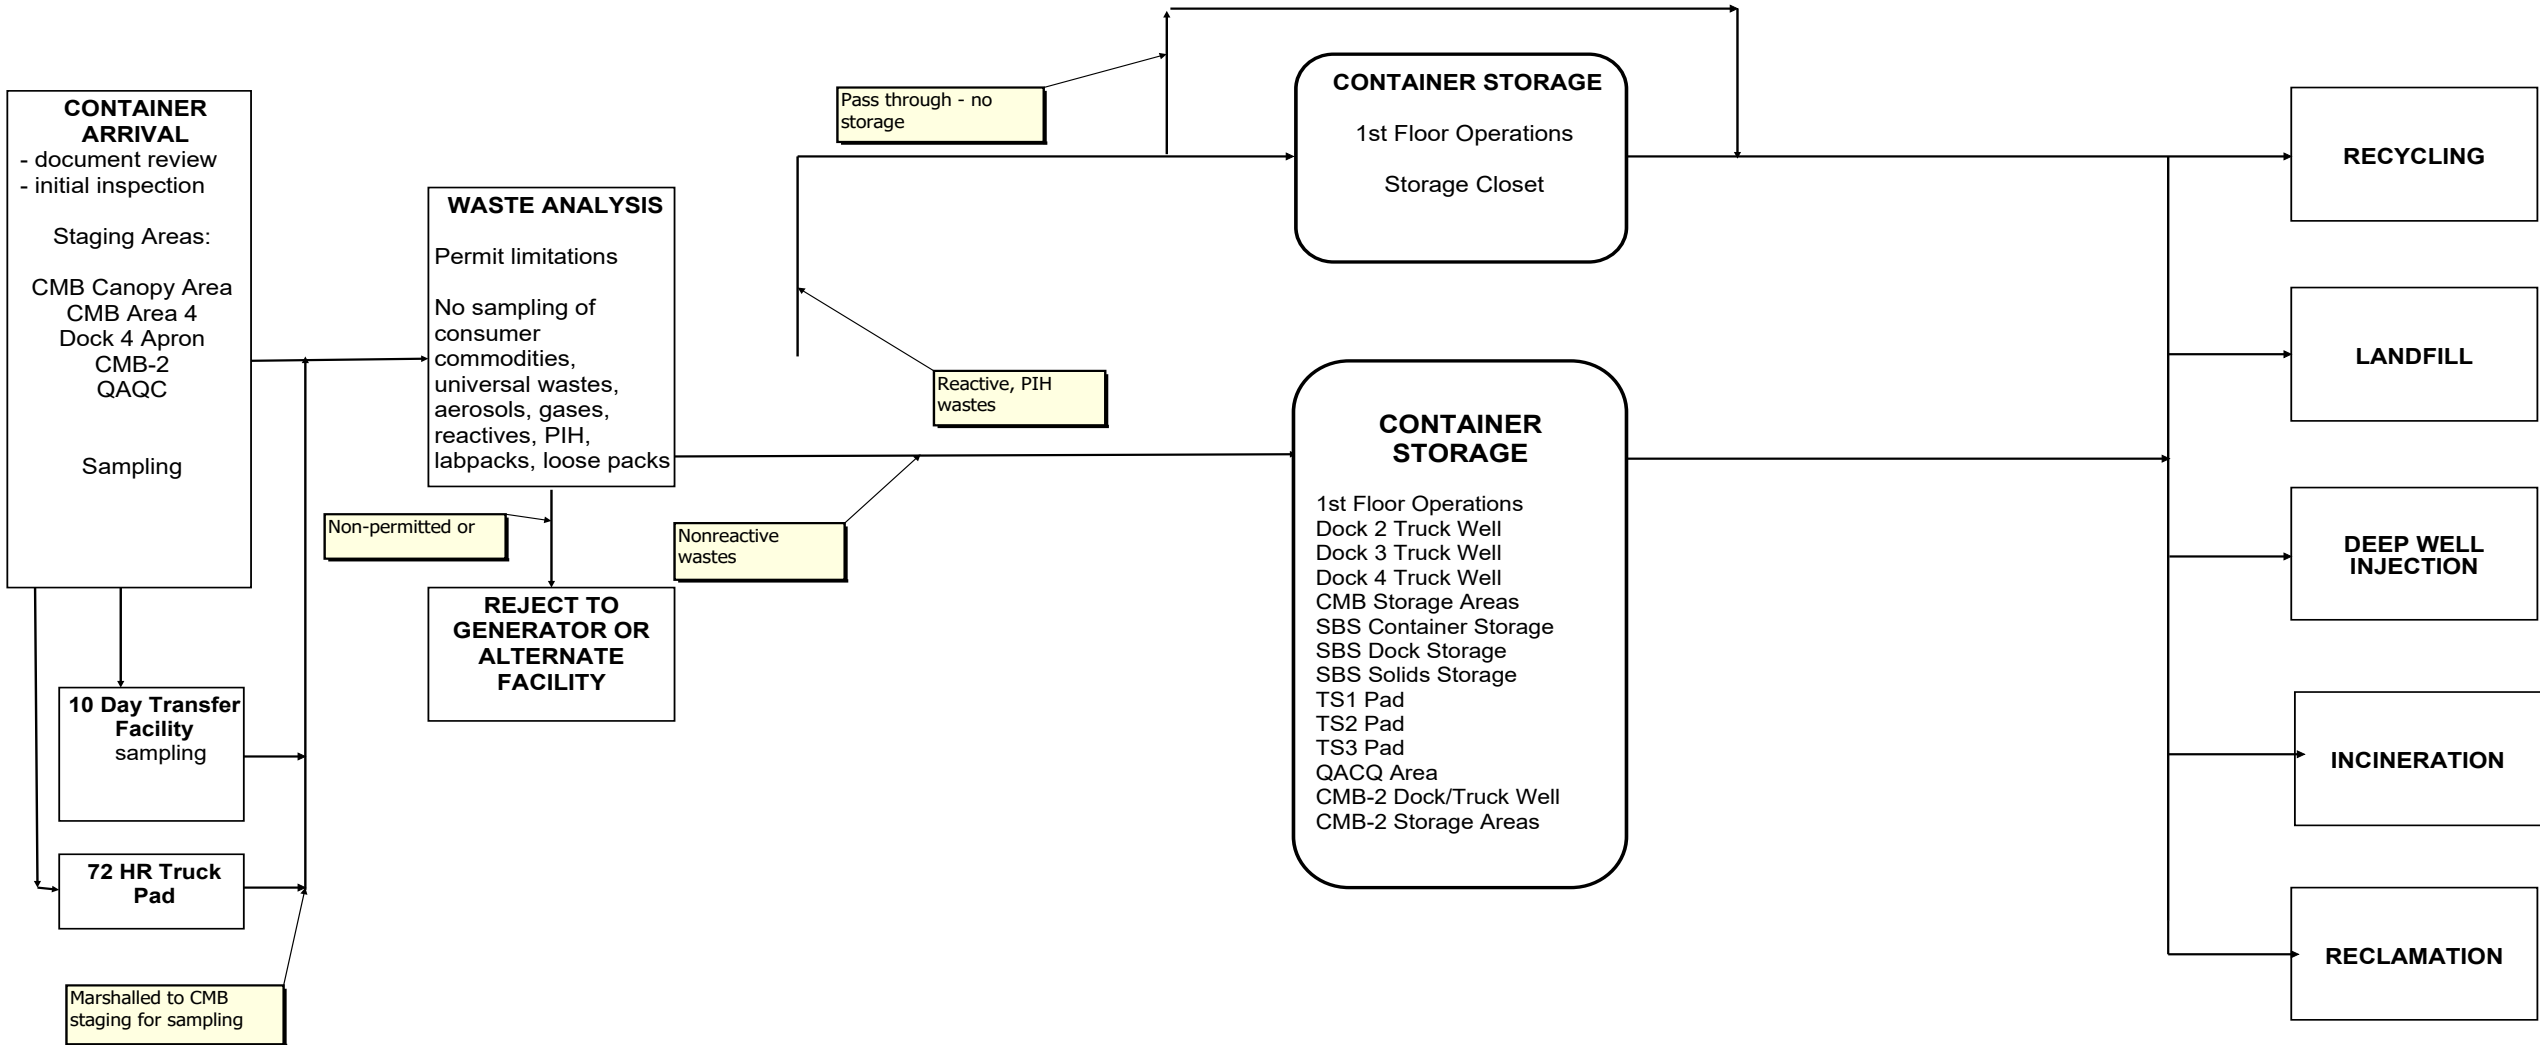 CONTAINER
ARRIVAL
- document review
- initial inspection
Staging Areas:
CMB Canopy Area
CMB Area 4
Dock 4 Apron
CMB-2
QAQC
Sampling
10 Day Transfer
Facility
sampling
72 HR Truck
Pad
Marshalled to CMB
staging for sampling
WASTE ANALYSIS
Permit limitations
No sampling of
consumer
commodities,
universal wastes,
aerosols, gases,
reactives, PIH,
labpacks, loose packs
Non-permitted or
REJECT TO
GENERATOR OR
ALTERNATE
FACILITY
Nonreactive
wastes
Reactive, PIH
wastes
Pass through - no
storage
CONTAINER STORAGE
1st Floor Operations
Storage Closet
CONTAINER
STORAGE
1st Floor Operations
Dock 2 Truck Well
Dock 3 Truck Well
Dock 4 Truck Well
CMB Storage Areas
SBS Container Storage
SBS Dock Storage
SBS Solids Storage
TS1 Pad
TS2 Pad
TS3 Pad
QACQ Area
CMB-2 Dock/Truck Well
CMB-2 Storage Areas
RECYCLING
LANDFILL
DEEP WELL
INJECTION
INCINERATION
RECLAMATION